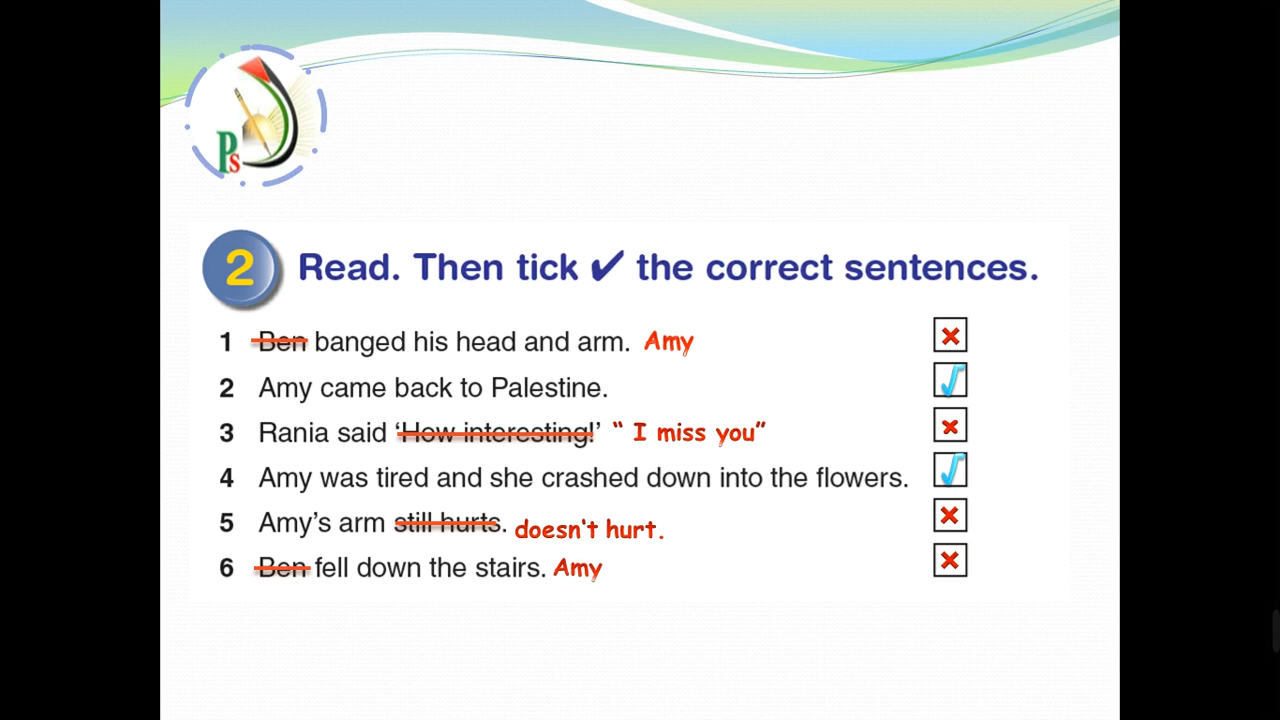 Ps
2 Read. Then tick ✔ the correct sentences.
1 Ben banged his head and arm. Amy ×
2 Amy came back to Palestine. √
3 Rania said ‘How interesting!’ “ I miss you” ×
4 Amy was tired and she crashed down into the flowers. √
5 Amy’s arm still hurts. doesn't hurt. ×
6 Ben fell down the stairs. Amy ×